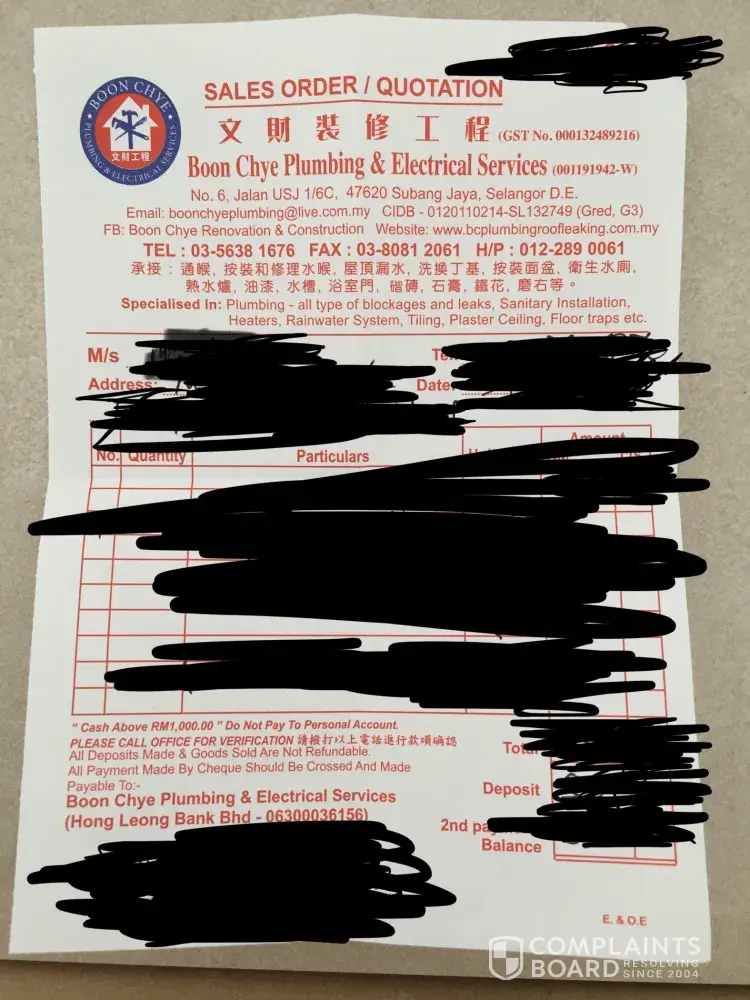 SALES ORDER / QUOTATION
BOON CHYE
PLUMBING & ELECTRICAL SERVICES
文財工程
文財裝修工程 (GST No. 000132489216)
Boon Chye Plumbing & Electrical Services (001191942-W)
No. 6, Jalan USJ 1/6C, 47620 Subang Jaya, Selangor D.E.
Email: boonchyeplumbing@live.com.my CIDB - 0120110214-SL132749 (Gred, G3)
FB: Boon Chye Renovation & Construction Website: www.bcplumbingroofleaking.com.my
TEL : 03-5638 1676 FAX : 03-8081 2061 H/P : 012-289 0061
承接：通喉, 按裝和修理水喉, 屋頂漏水, 洗換丁基, 按裝面盆, 衛生水廁,
熱水爐, 油漆, 水槽, 浴室門, 磚, 石膏, 鐵花, 磨右等。
Specialised In: Plumbing - all type of blockages and leaks, Sanitary Installation,
Heaters, Rainwater System, Tiling, Plaster Ceiling, Floor traps etc.
M/s
Address:
Date:
No. Quantity Particulars Amount
" Cash Above RM1,000.00 " Do Not Pay To Personal Account.
PLEASE CALL OFFICE FOR VERIFICATION 請撥打以上電話進行款項确認
All Deposits Made & Goods Sold Are Not Refundable.
All Payment Made By Cheque Should Be Crossed And Made
Payable To:-
Boon Chye Plumbing & Electrical Services
(Hong Leong Bank Bhd - 06300036156)
Total
Deposit
2nd
Balance
E. & O.E
COMPLAINTS
BOARD RESOLVING
SINCE 2004